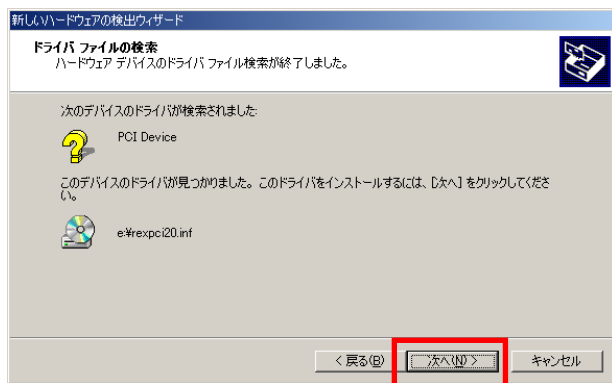 新しいハードウェアの検出ウィザード
ドライバ ファイルの検索
ハードウェア デバイスのドライバ ファイル検索が終了しました。
次のデバイスのドライバが検索されました:
PCI Device
このデバイスのドライバが見つかりました。このドライバをインストールするには、[次へ] をクリックしてくださ
い。
e:¥rexpci20.inf
< 戻る(B)
次へ(N) >
キャンセル